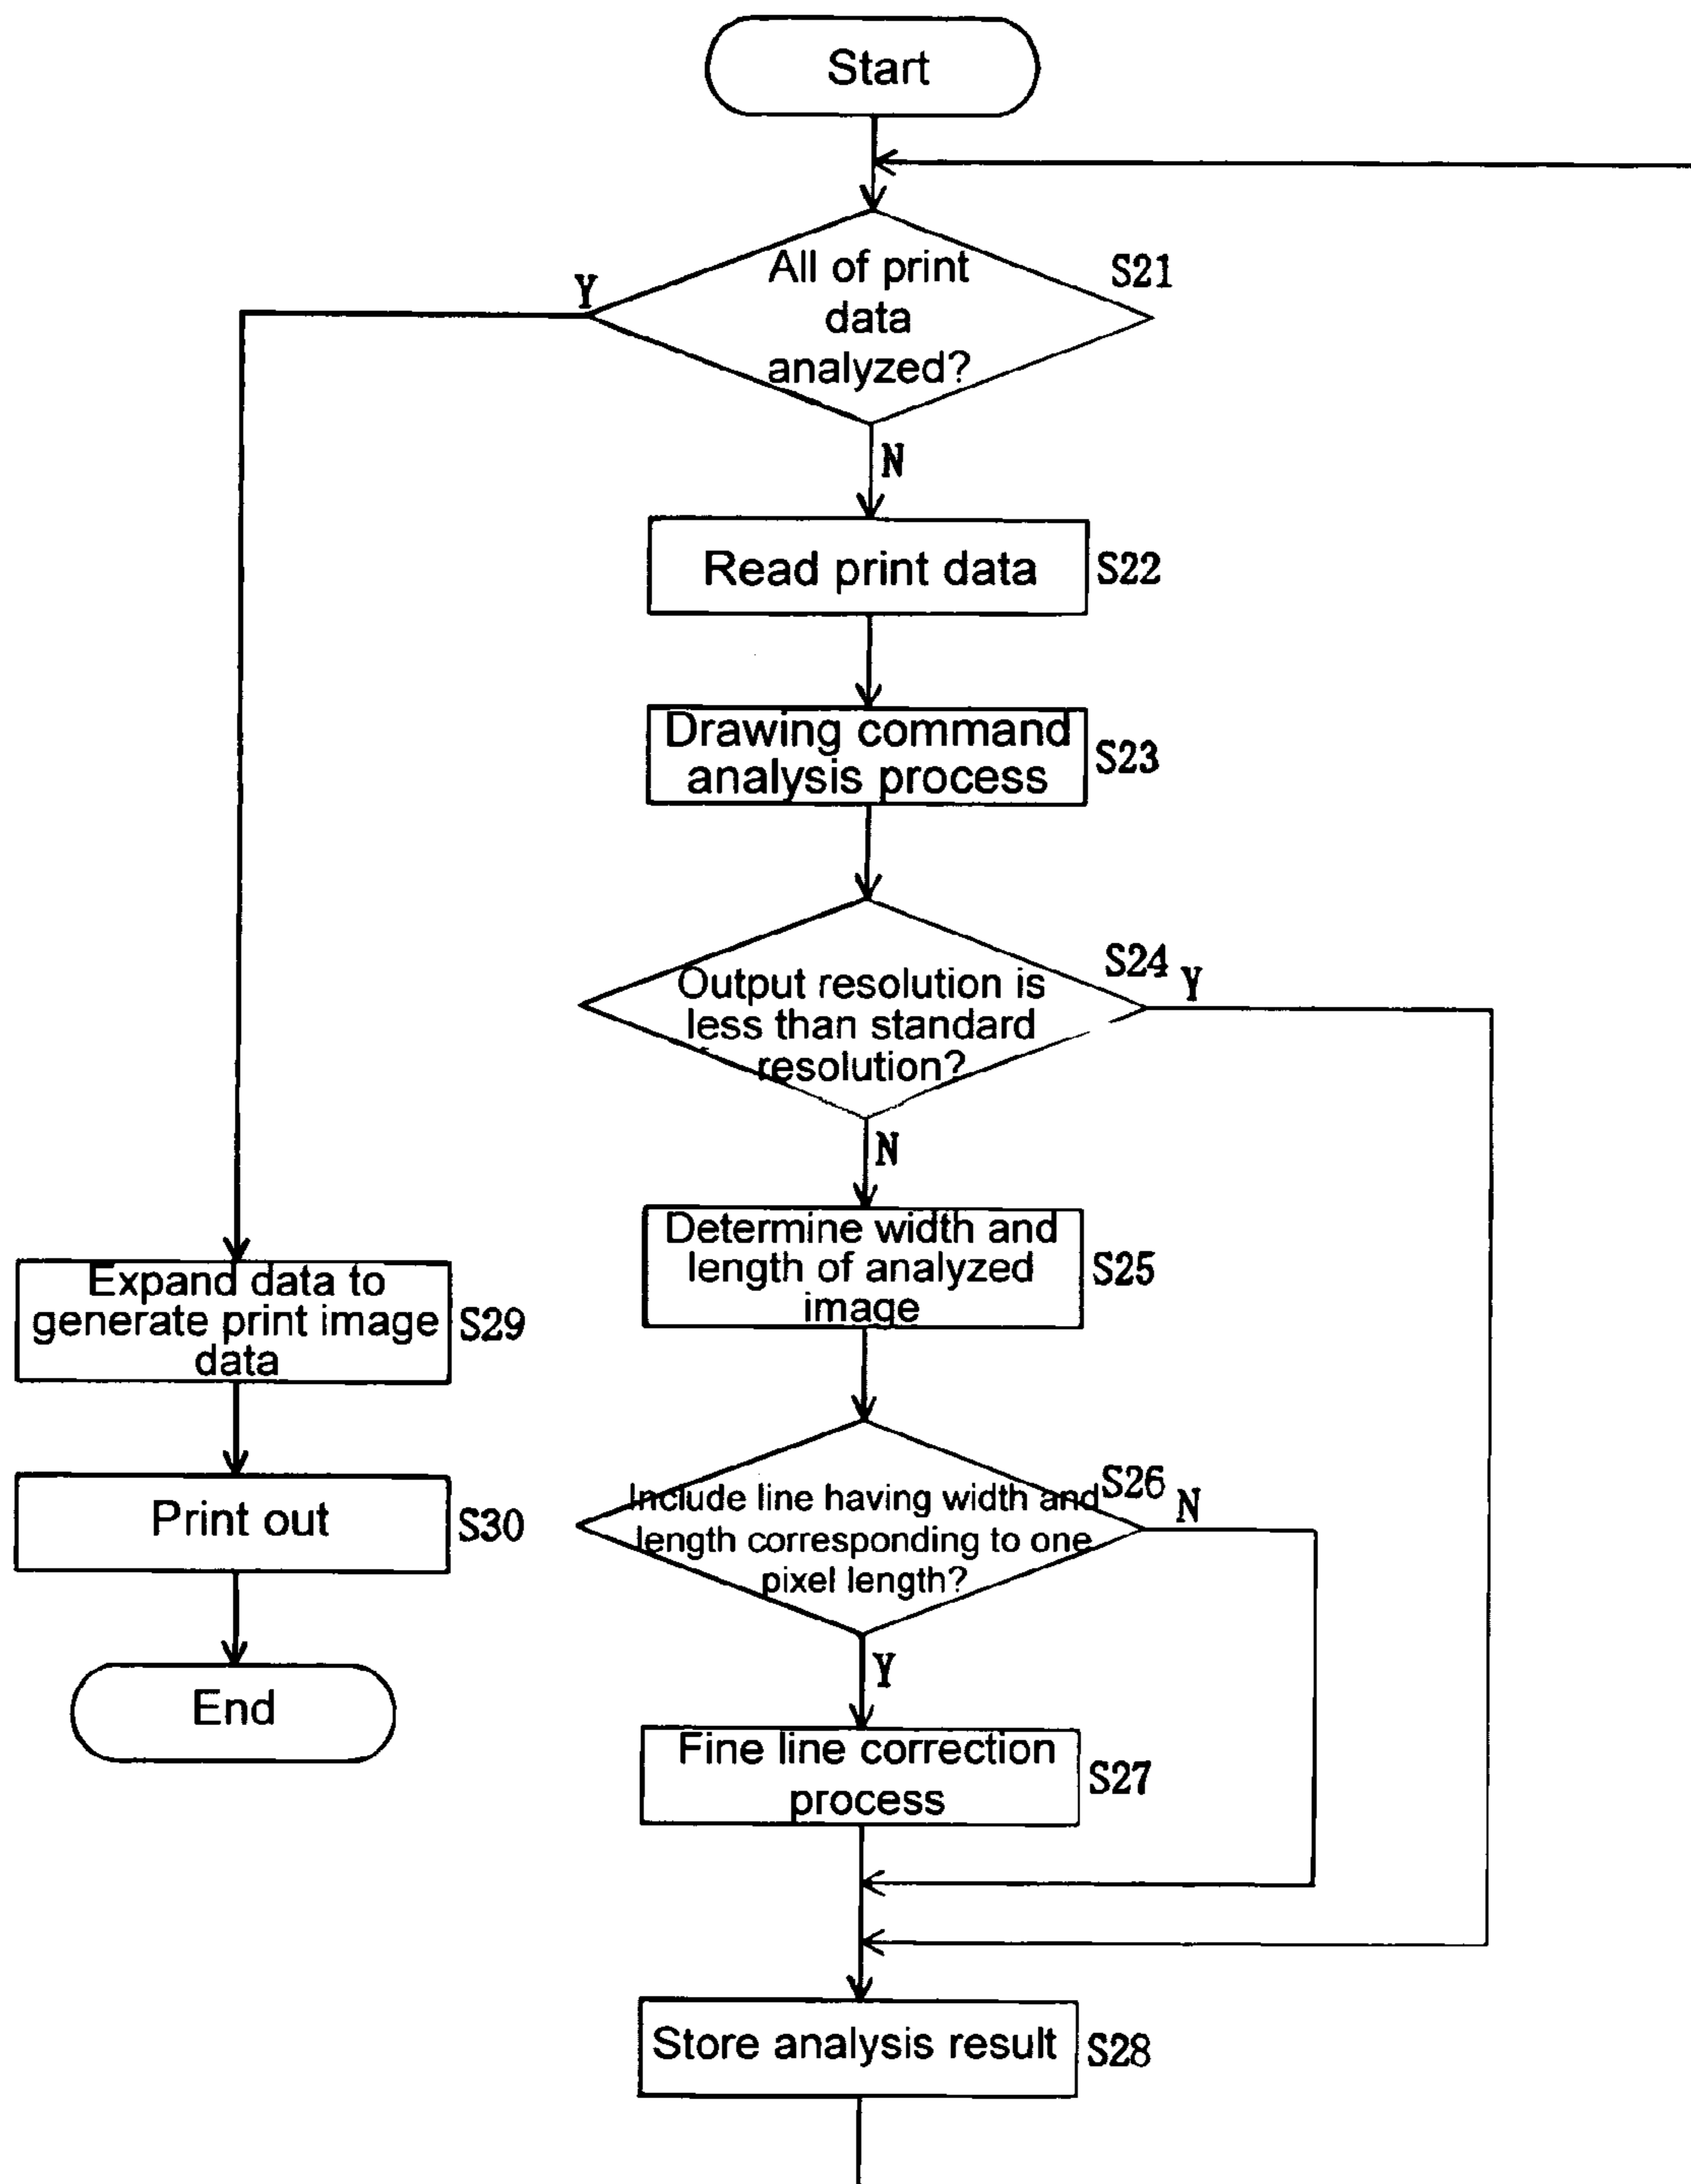 Start
All of print
data
analyzed?
S21
Y
N
Read print data
S22
Drawing command
analysis process
S23
Output resolution is
less than standard
resolution?
S24
Y
N
Determine width and
length of analyzed
image
S25
Expand data to
generate print image
data
S29
Include line having width and
length corresponding to one
pixel length?
S26
N
Print out
S30
Y
End
Fine line correction
process
S27
Store analysis result
S28